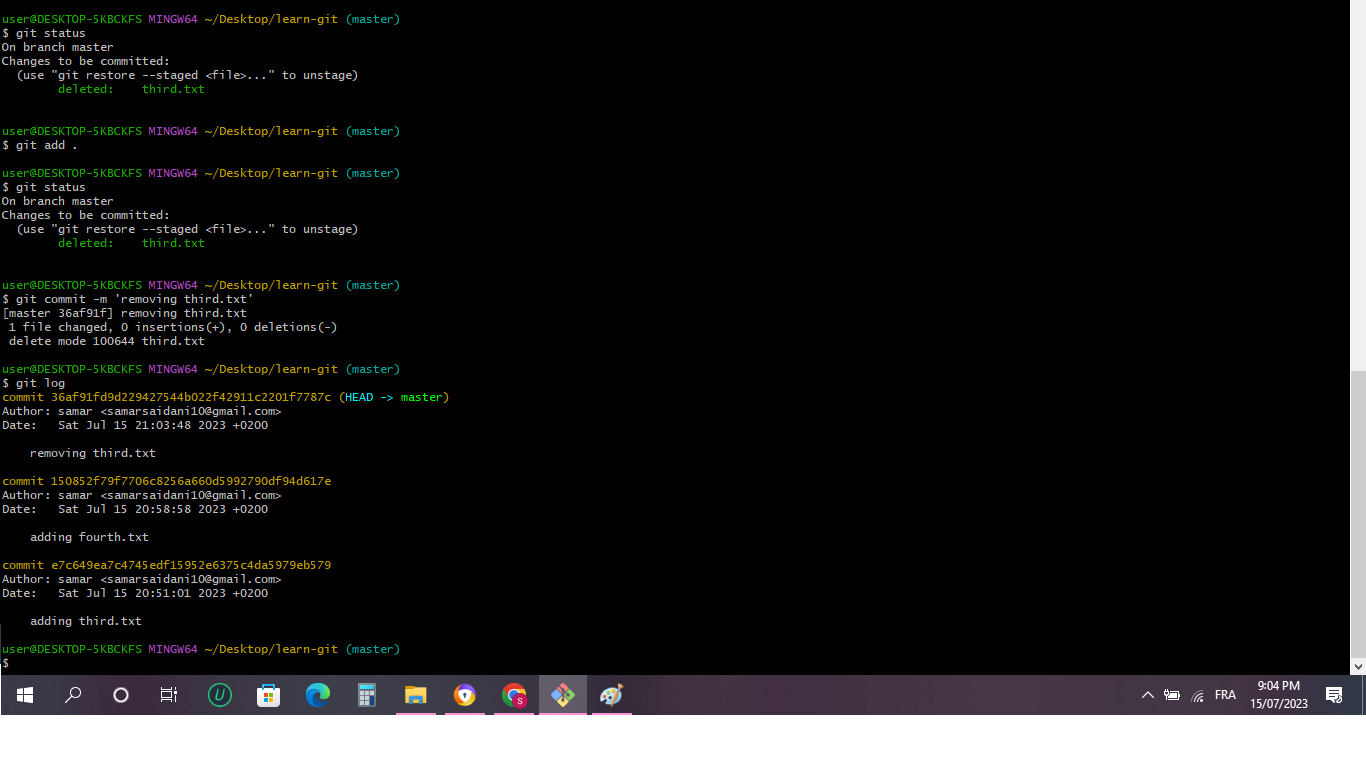 user@DESKTOP-5KBCKFS MINGW64 ~/Desktop/learn-git (master)
$ git status
On branch master
Changes to be committed:
  (use "git restore --staged <file>..." to unstage)
        deleted:    third.txt

user@DESKTOP-5KBCKFS MINGW64 ~/Desktop/learn-git (master)
$ git add .

user@DESKTOP-5KBCKFS MINGW64 ~/Desktop/learn-git (master)
$ git status
On branch master
Changes to be committed:
  (use "git restore --staged <file>..." to unstage)
        deleted:    third.txt

user@DESKTOP-5KBCKFS MINGW64 ~/Desktop/learn-git (master)
$ git commit -m 'removing third.txt'
[master 36af91f] removing third.txt
 1 file changed, 0 insertions(+), 0 deletions(-)
 delete mode 100644 third.txt

user@DESKTOP-5KBCKFS MINGW64 ~/Desktop/learn-git (master)
$ git log
commit 36af91fd9d229427544b022f42911c2201f7787c (HEAD -> master)
Author: samar <samarsaidani10@gmail.com>
Date:   Sat Jul 15 21:03:48 2023 +0200

    removing third.txt

commit 150852f79f7706c8256a660d5992790df94d617e
Author: samar <samarsaidani10@gmail.com>
Date:   Sat Jul 15 20:58:58 2023 +0200

    adding fourth.txt

commit e7c649ea7c4745edf15952e6375c4da5979eb579
Author: samar <samarsaidani10@gmail.com>
Date:   Sat Jul 15 20:51:01 2023 +0200

    adding third.txt

user@DESKTOP-5KBCKFS MINGW64 ~/Desktop/learn-git (master)
$
U
S
FRA
9:04 PM
15/07/2023